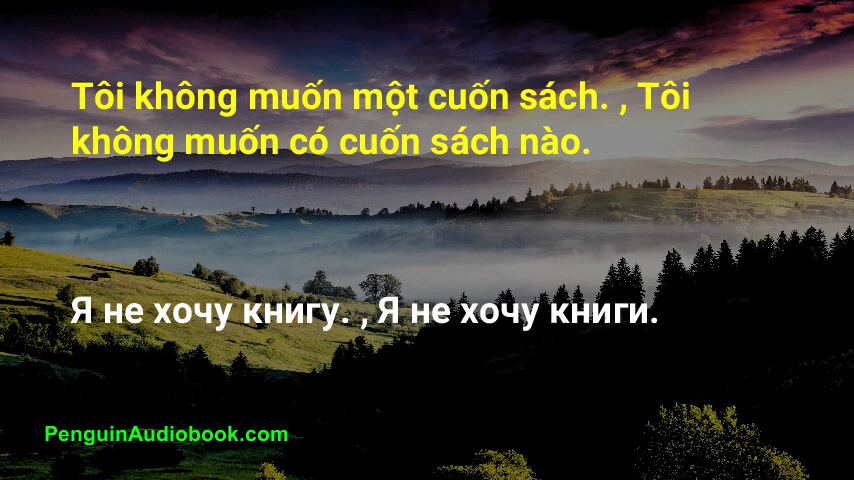 Tôi không muốn một cuốn sách. , Tôi
không muốn có cuốn sách nào.
Я не хочу книгу. , Я не хочу книги.
PenguinAudiobook.com